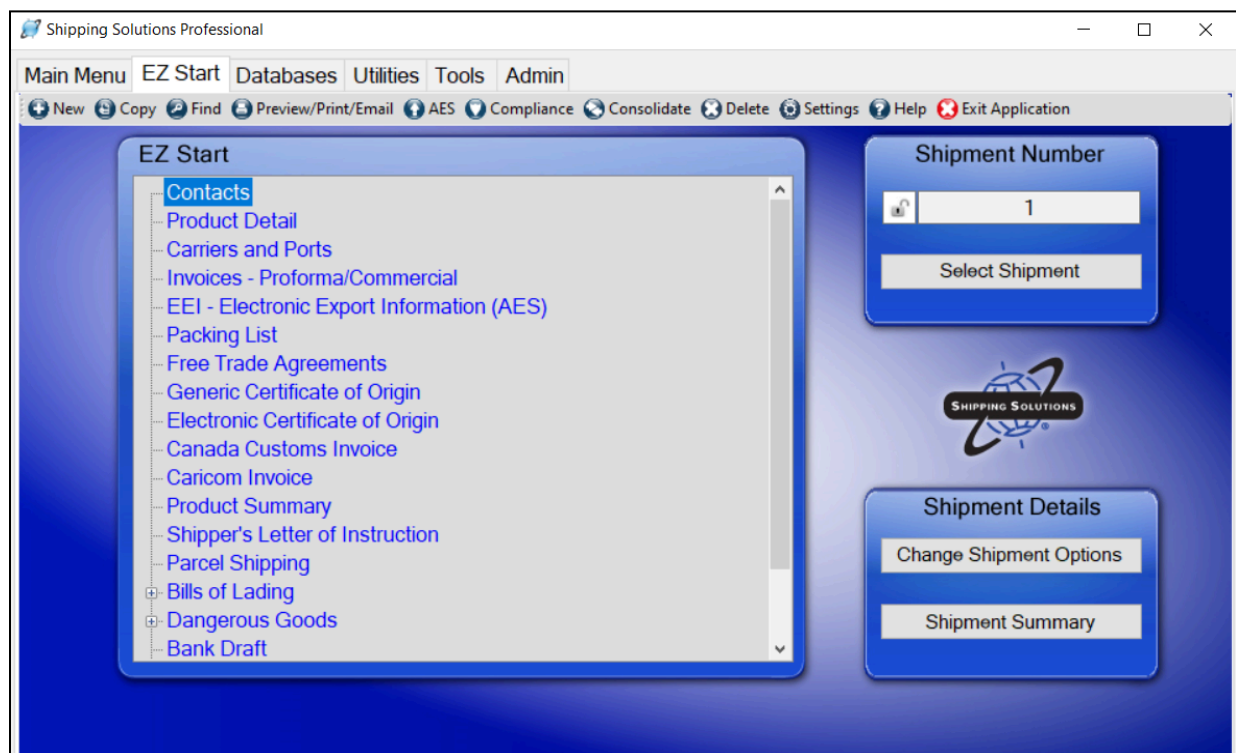 Shipping Solutions Professional
Main Menu EZ Start Databases Utilities Tools Admin
New Copy Find Preview/Print/Email AES Compliance Consolidate Delete Settings Help Exit Application
EZ Start
Contacts
Product Detail
Carriers and Ports
Invoices - Proforma/Commercial
EEI - Electronic Export Information (AES)
Packing List
Free Trade Agreements
Generic Certificate of Origin
Electronic Certificate of Origin
Canada Customs Invoice
Caricom Invoice
Product Summary
Shipper's Letter of Instruction
Parcel Shipping
Bills of Lading
Dangerous Goods
Bank Draft
Shipment Number
1
Select Shipment
SHIPPING SOLUTIONS
®
Shipment Details
Change Shipment Options
Shipment Summary